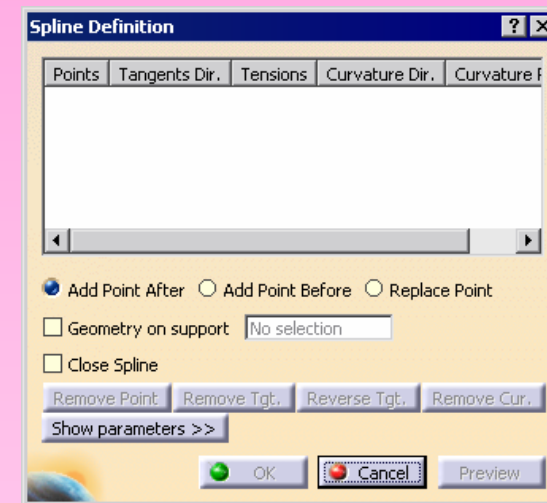 Spline Definition ?
Points Tangents Dir. Tensions Curvature Dir. Curvature
Add Point After Add Point Before Replace Point
Geometry on support No selection
Close Spline
Remove Point Remove Tgt. Reverse Tgt. Remove Cur.
Show parameters >>
OK Cancel Preview